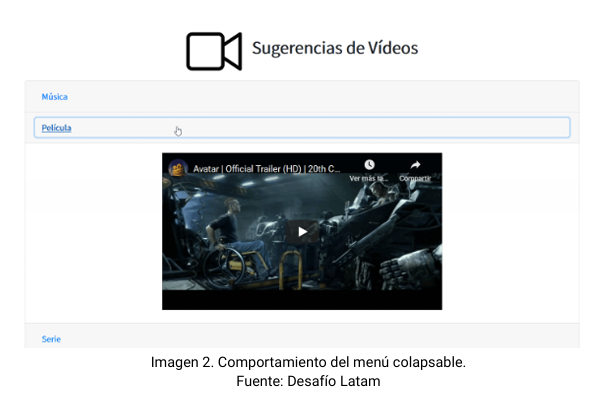 Sugerencias de Vídeos
Música
Película
Avatar | Official Trailer (HD) | 20th C...
Ver más ta...
Compartir
Serie
Imagen 2. Comportamiento del menú colapsable.
Fuente: Desafío Latam